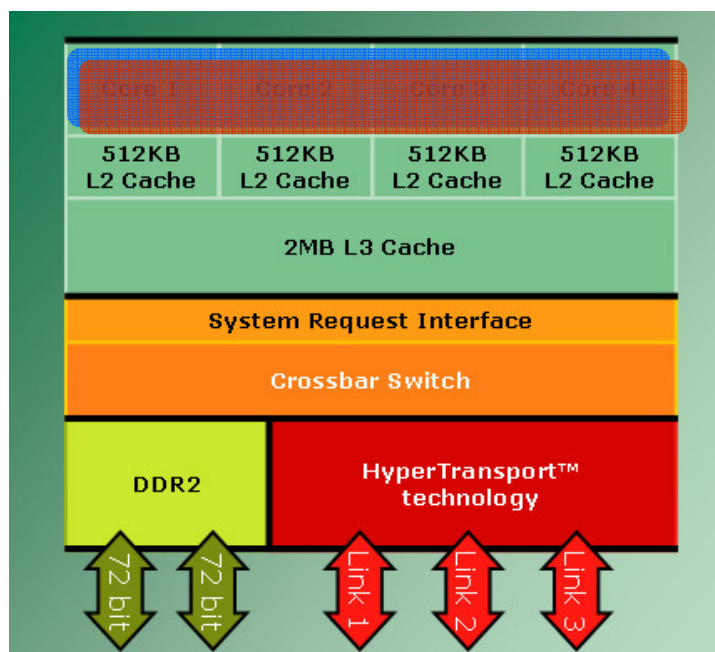 Core 1 Core 2 Core 3 Core 4
512KB 512KB 512KB 512KB
L2 Cache L2 Cache L2 Cache L2 Cache
2MB L3 Cache
System Request Interface
Crossbar Switch
DDR2
HyperTransport™
technology
72 bit 72 bit Link 1 Link 2 Link 3